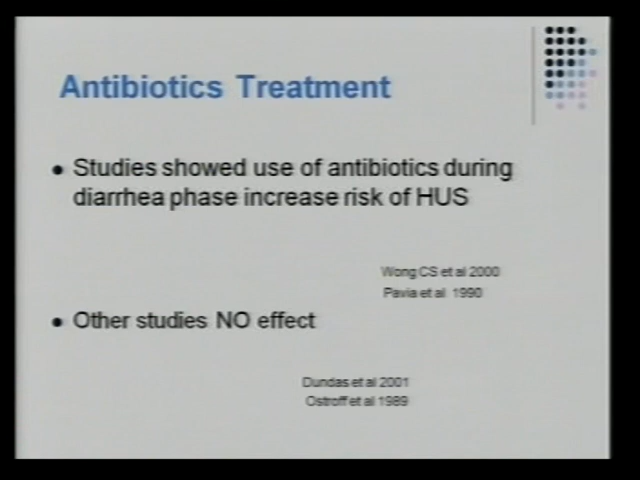 Antibiotics Treatment
Studies showed use of antibiotics during
diarrhea phase increase risk of HUS
Wong CS et al 2000
Pavia et al 1990
Other studies NO effect
Dundas et al 2001
Ostroff et al 1989